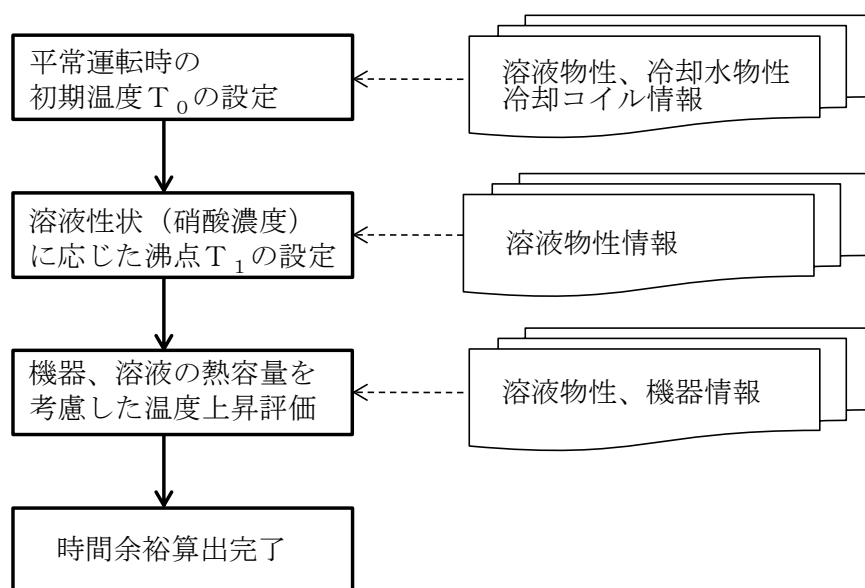 平常運転時の
初期温度Ｔ₀の設定
溶液物性、冷却水物性
冷却コイル情報
溶液性状（硝酸濃度）
に応じた沸点Ｔ₁の設定
溶液物性情報
機器、溶液の熱容量を
考慮した温度上昇評価
溶液物性、機器情報
時間余裕算出完了